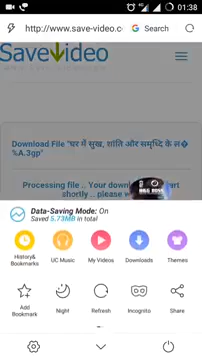 4G 01:38
http://www.save-video.c
Search
SaveVideo
Download File "घर में सुख, शांति और समृध्दि के ल�
%A.3gp"
Processing file .. Your down
art
shortly .. please w
Data-Saving Mode: On
Saved 5.73MB in total
History& Bookmarks
UC Music
My Videos
Downloads
Themes
Add Bookmark
Night
Refresh
Incognito
Share